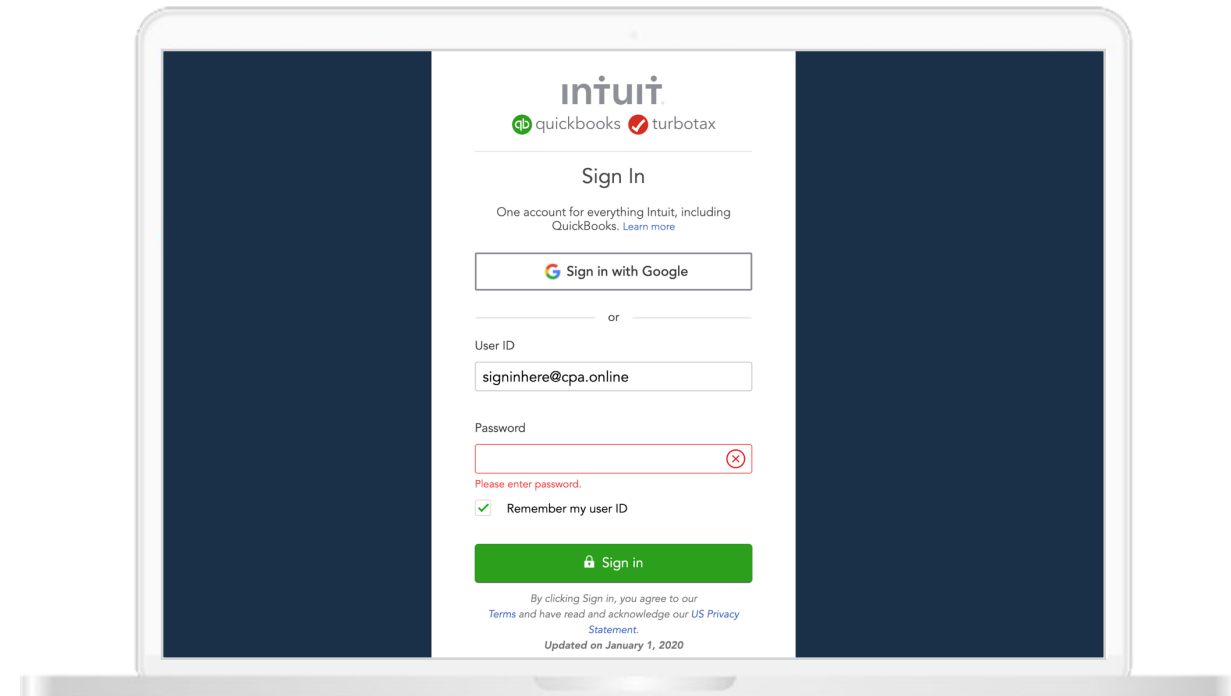 intuit.
qb quickbooks turbotax
Sign In
One account for everything Intuit, including
QuickBooks. Learn more
Sign in with Google
or
User ID
signinhere@cpa.online
Password
Please enter password.
Remember my user ID
Sign in
By clicking Sign in, you agree to our
Terms and have read and acknowledge our US Privacy
Statement.
Updated on January 1, 2020